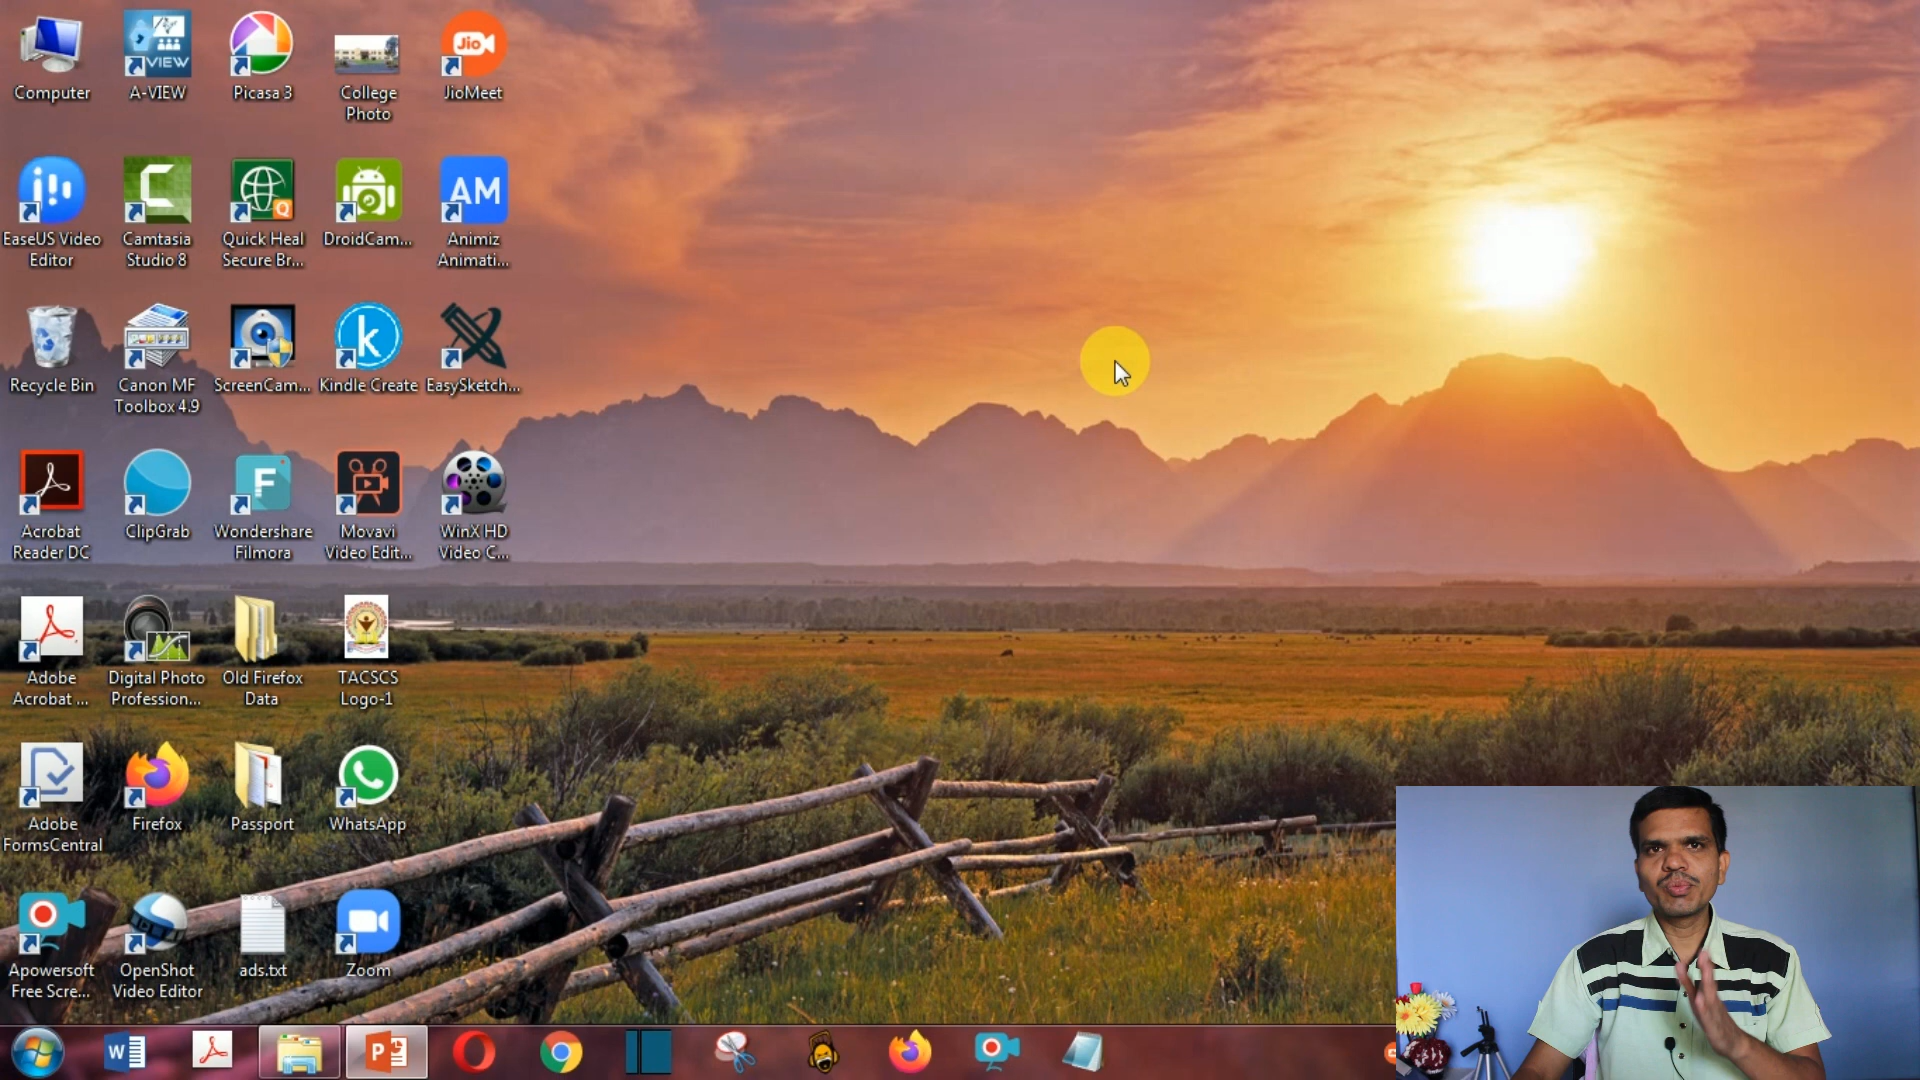 Jio
VIEW
Computer
A-VIEW
Picasa 3
College
Photo
JioMeet
AM
EaseUS Video
Editor
Camtasia
Studio 8
Quick Heal
Secure Br...
DroidCam...
Animiz
Animati...
Recycle Bin
Canon MF
Toolbox 4.9
ScreenCam...
Kindle Create
EasySketch...
Acrobat
Reader DC
ClipGrab
Wondershare
Filmora
Movavi
Video Edit...
WinX HD
Video C...
Adobe
Acrobat ...
Digital Photo
Profession...
Old Firefox
Data
TACSCS
Logo-1
Adobe
FormsCentral
Firefox
Passport
WhatsApp
Apowersoft
Free Scre...
OpenShot
Video Editor
ads.txt
Zoom